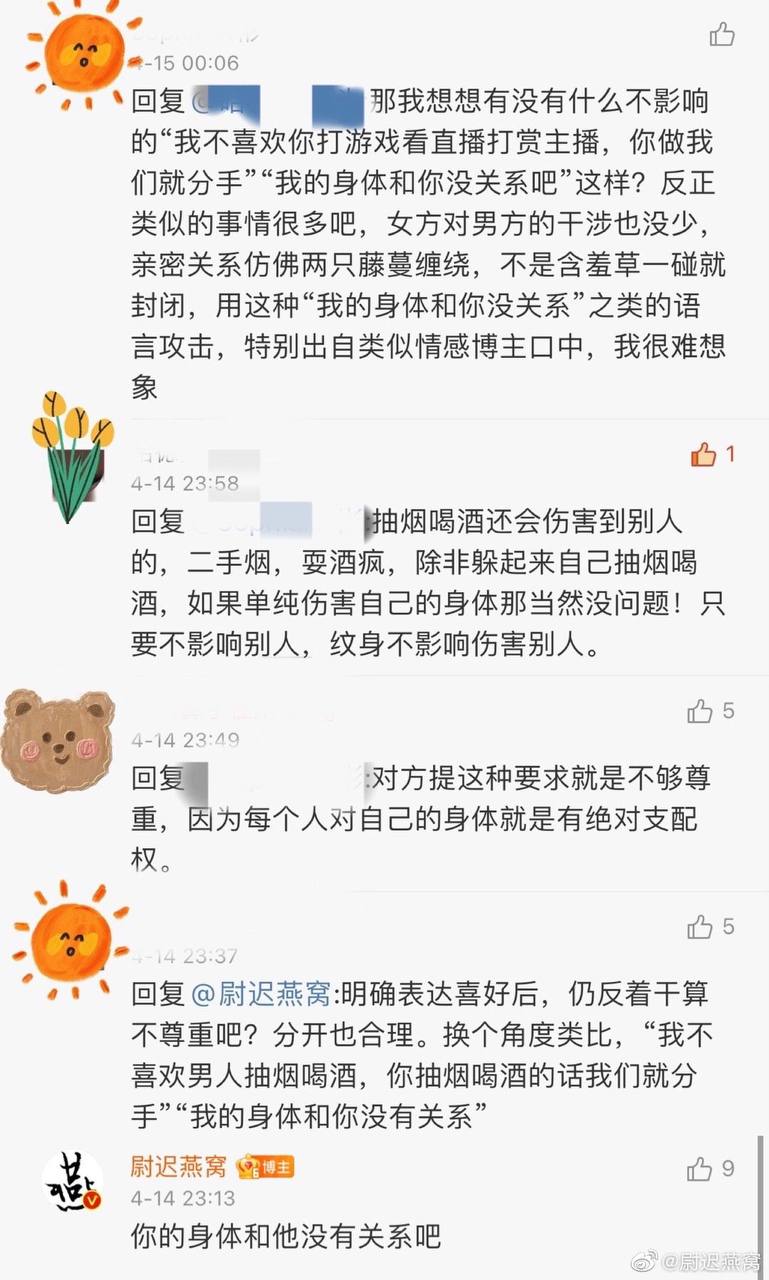 4-15 00:06
回复@
那我想想有没有什么不影响
的“我不喜欢你打游戏看直播打赏主播，你做我
们就分手”“我的身体和你没关系吧”这样？反正
类似的事情很多吧，女方对男方的干涉也没少，
亲密关系仿佛两只藤蔓缠绕，不是含羞草一碰就
封闭，用这种“我的身体和你没关系”之类的语
言攻击，特别出自类似情感博主口中，我很难想
象
1
4-14 23:58
回复
:抽烟喝酒还会伤害到别人
的，二手烟，耍酒疯，除非躲起来自己抽烟喝
酒，如果单纯伤害自己的身体那当然没问题！只
要不影响别人，纹身不影响伤害别人。
5
4-14 23:49
回复
:对方提这种要求就是不够尊
重，因为每个人对自己的身体就是有绝对支配
权。
5
4-14 23:37
回复@尉迟燕窝:明确表达喜好后，仍反着干算
不尊重吧？分开也合理。换个角度类比，“我不
喜欢男人抽烟喝酒，你抽烟喝酒的话我们就分
手”“我的身体和你没有关系”
尉迟燕窝 6 博主
9
4-14 23:13
你的身体和他没有关系吧
@尉迟燕窝